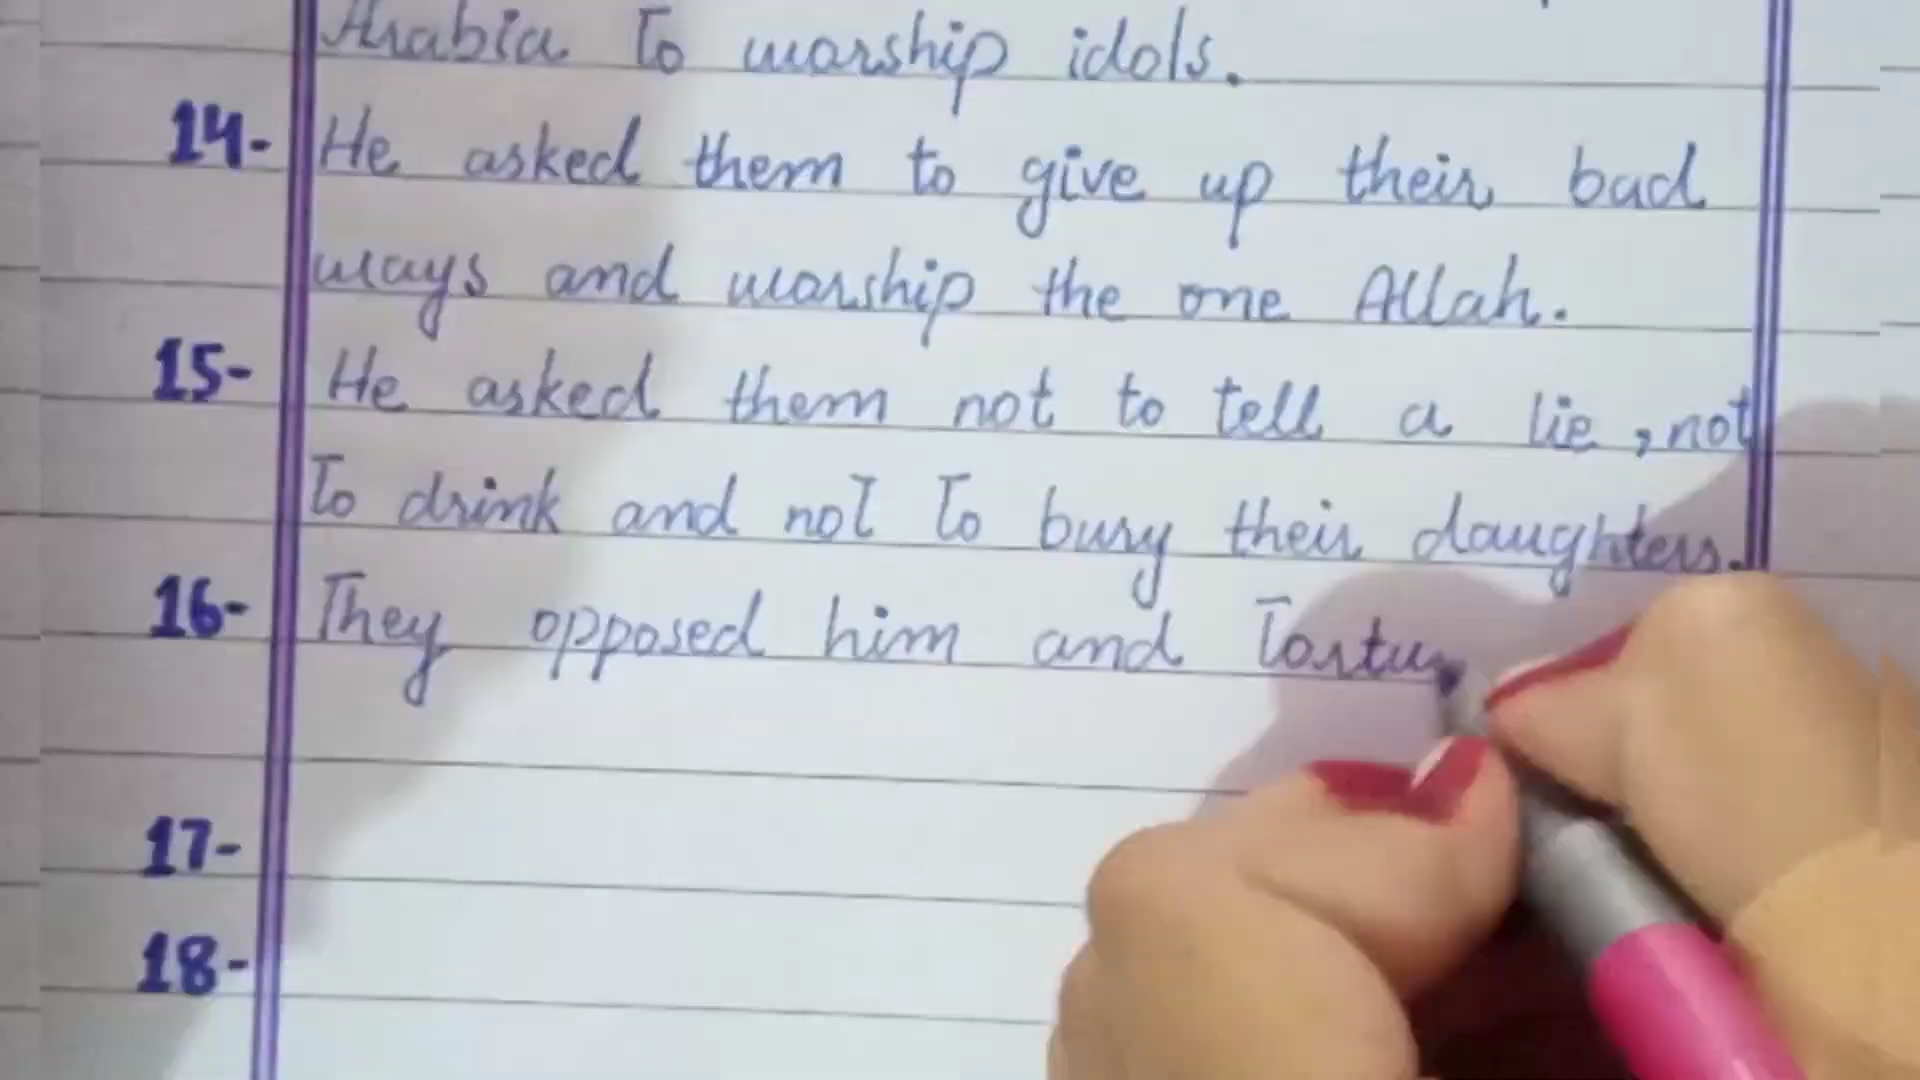 Arabia To worship idols.
14- He asked them to give up their bad
ways and worship the one Allah.
15- He asked them not to tell a lie, not
To drink and not To bury their daughters.
16- They opposed him and Tortur
17-
18-